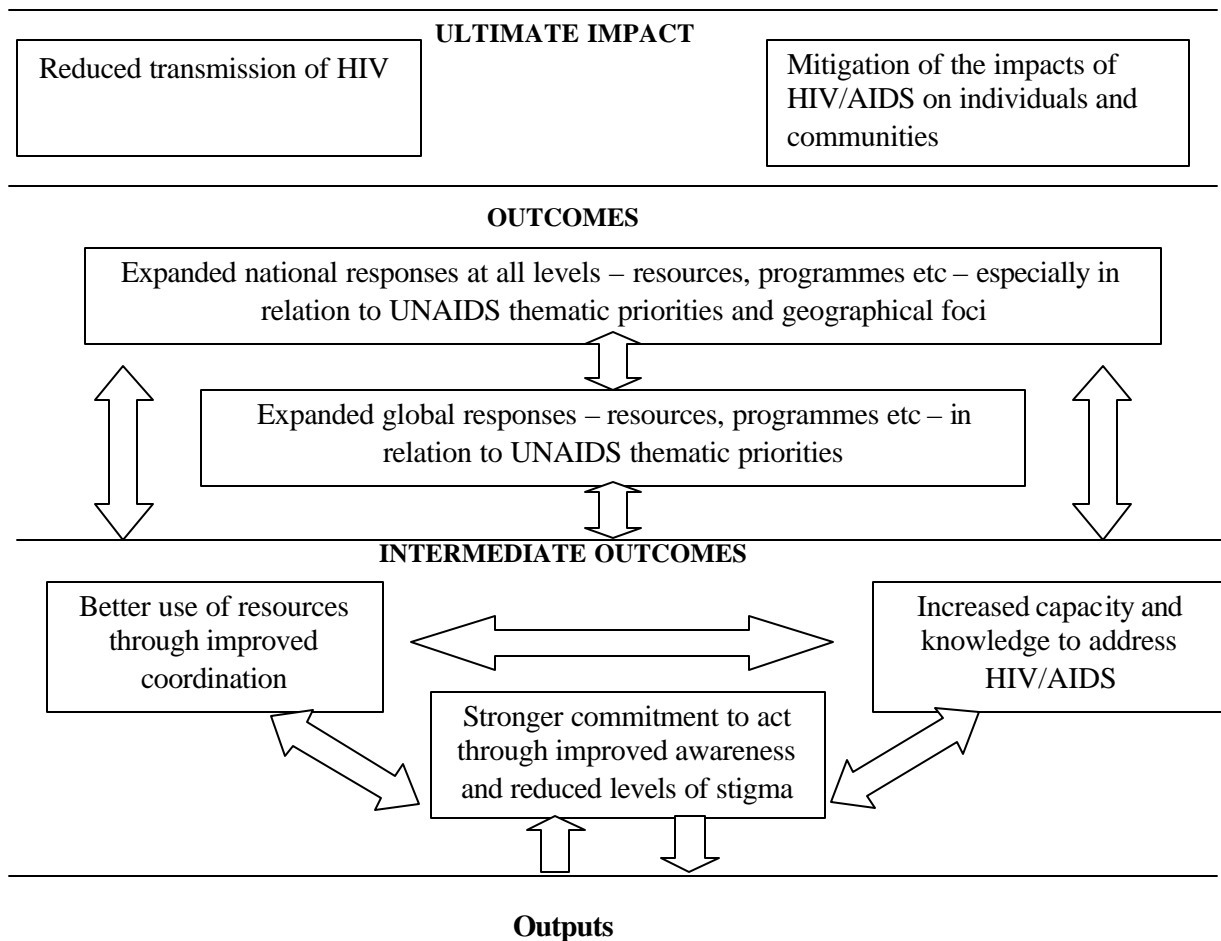 ULTIMATE IMPACT
Reduced transmission of HIV
Mitigation of the impacts of
HIV/AIDS on individuals and
communities
OUTCOMES
Expanded national responses at all levels – resources, programmes etc – especially in
relation to UNAIDS thematic priorities and geographical foci
Expanded global responses – resources, programmes etc – in
relation to UNAIDS thematic priorities
INTERMEDIATE OUTCOMES
Better use of resources
through improved
coordination
Increased capacity and
knowledge to address
HIV/AIDS
Stronger commitment to act
through improved awareness
and reduced levels of stigma
Outputs